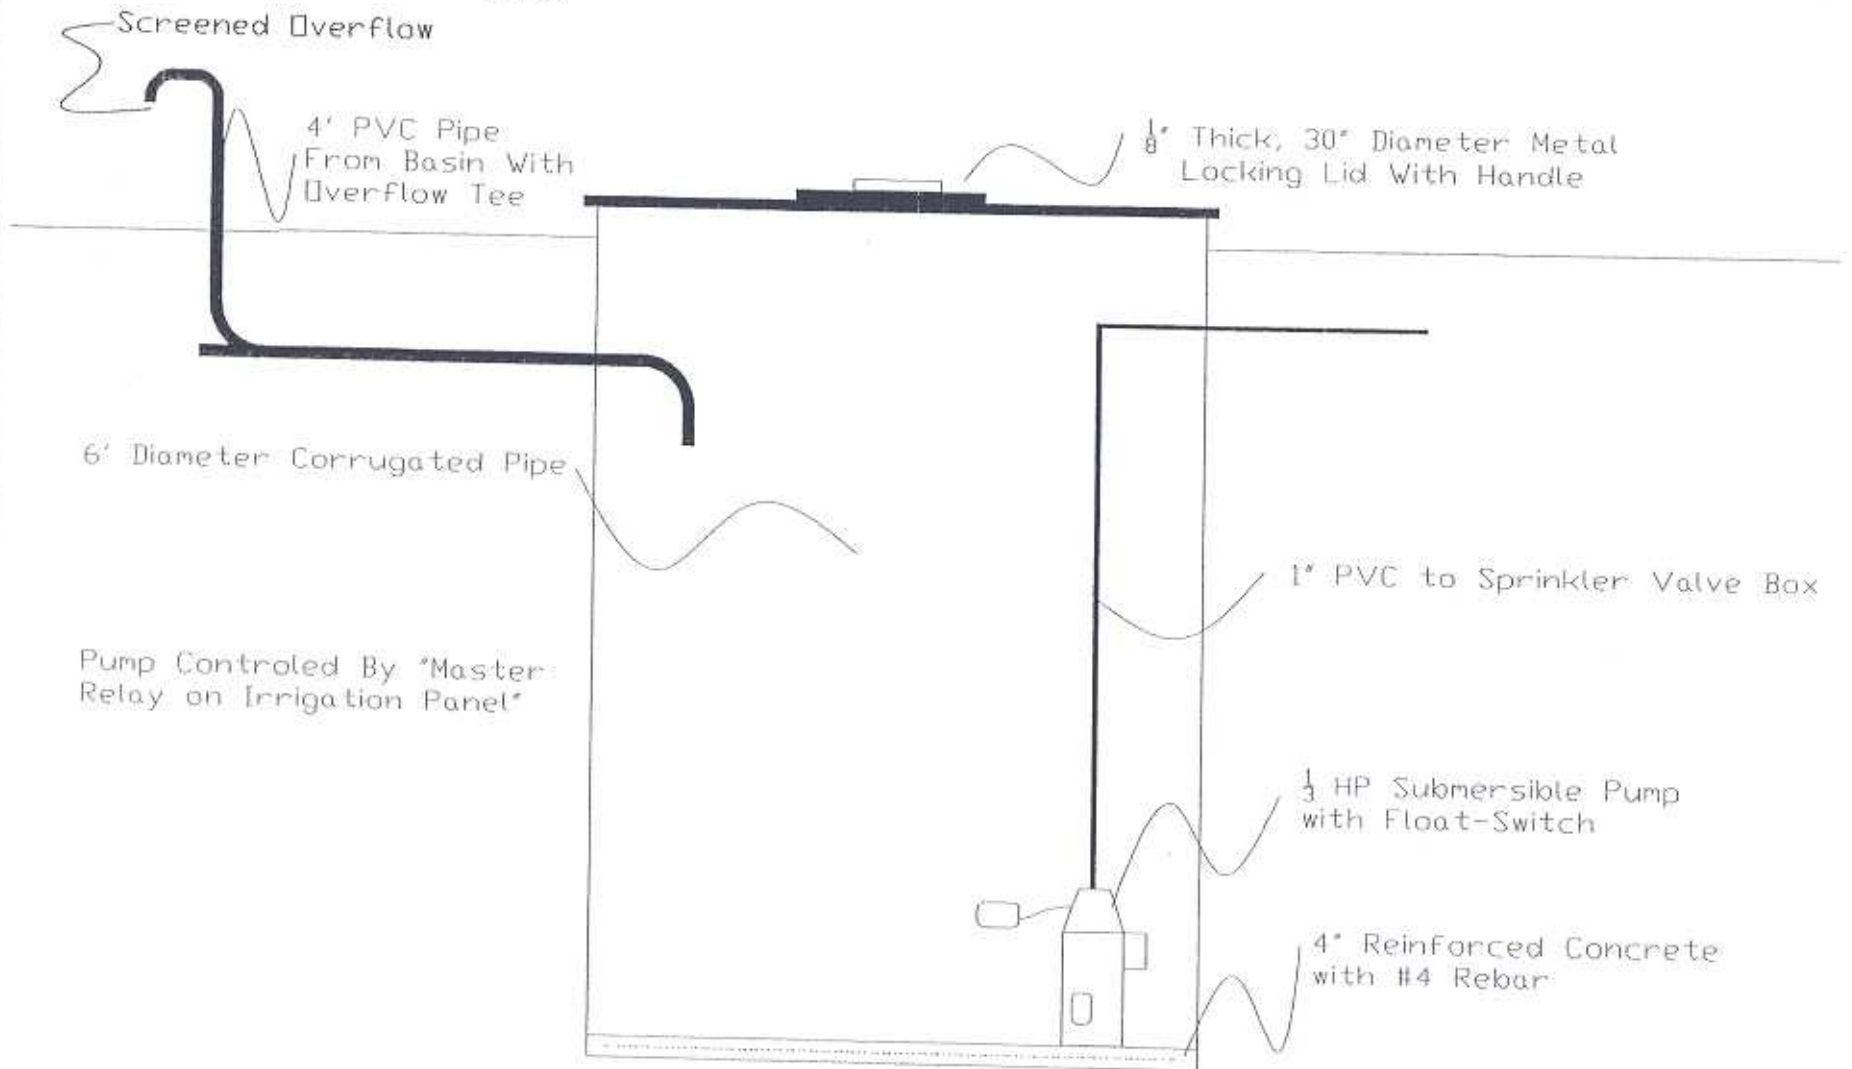 Screened Overflow
4' PVC Pipe
From Basin With
Overflow Tee
1/8" Thick, 30" Diameter Metal
Locking Lid With Handle
6' Diameter Corrugated Pipe
1" PVC to Sprinkler Valve Box
Pump Controled By "Master
Relay on Irrigation Panel"
1/3 HP Submersible Pump
with Float-Switch
4" Reinforced Concrete
with #4 Rebar